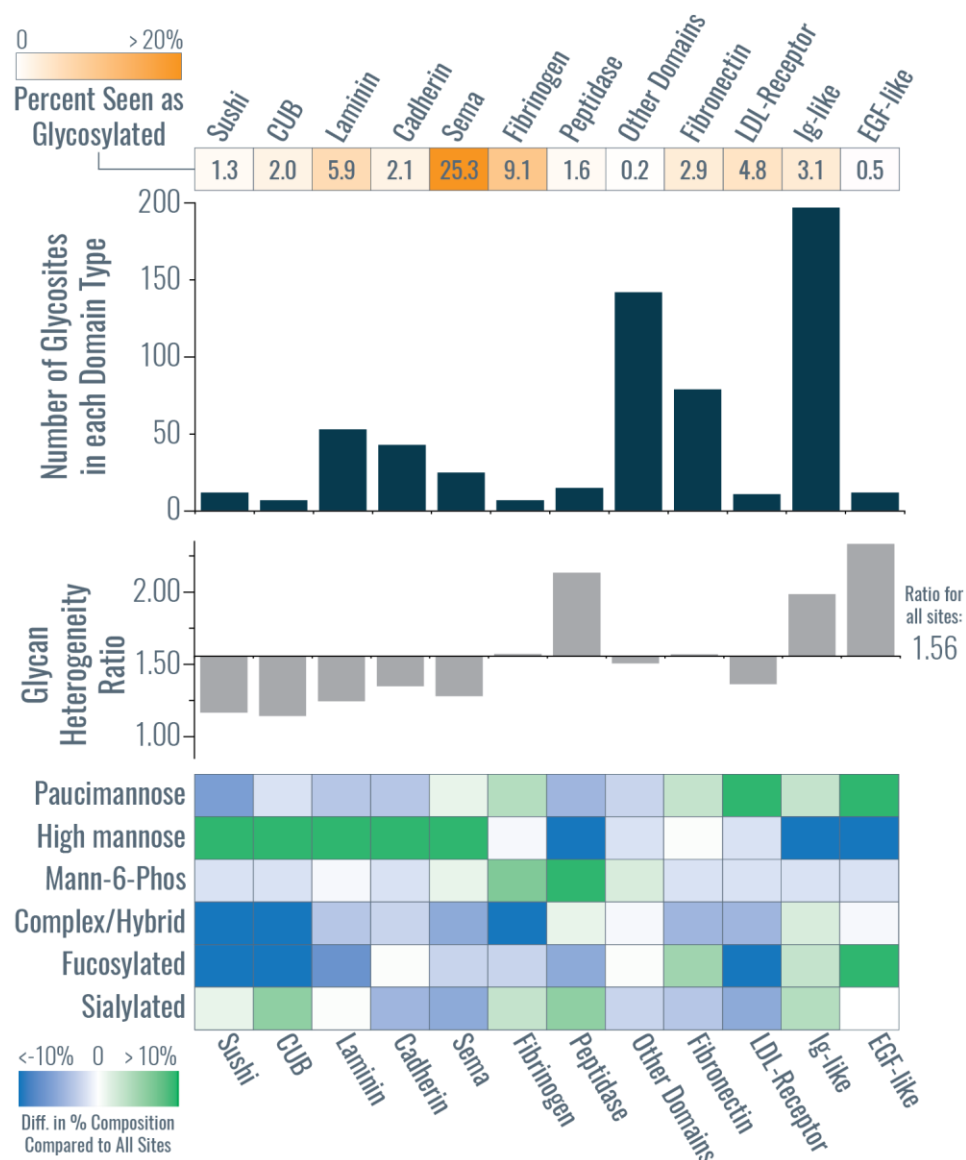 0 >20%
Percent Seen as
Glycosylated
Sushi
CUB
Laminin
Cadherin
Sema
Fibrinogen
Peptidase
Other Domains
Fibronectin
LDL-Receptor
Ig-like
EGF-like
1.3 2.0 5.9 2.1 25.3 9.1 1.6 0.2 2.9 4.8 3.1 0.5
Number of Glycosites
in each Domain Type
200
150
100
50
0
Glycan
Heterogeneity
Ratio
2.00
1.50
1.00
Ratio for
all sites:
1.56
Paucimannose
High mannose
Mann-6-Phos
Complex/Hybrid
Fucosylated
Sialylated
Sushi
CUB
Laminin
Cadherin
Sema
Fibrinogen
Peptidase
Other Domains
Fibronectin
LDL-Receptor
Ig-like
EGF-like
<-10% 0 >10%
Diff. in % Composition
Compared to All Sites